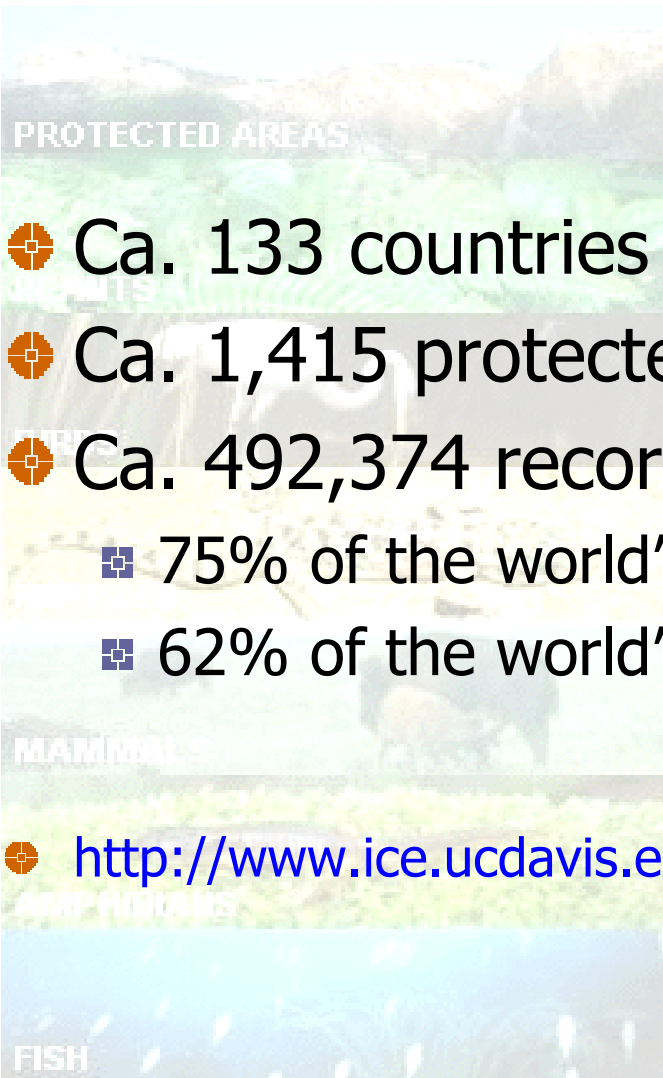 PROTECTED AREAS
Ca. 133 countries
Ca. 1,415 protecte
Ca. 492,374 recor
75% of the world’
62% of the world’
MAMMALS
http://www.ice.ucdavis.e
AMPHIBIANS
FISH